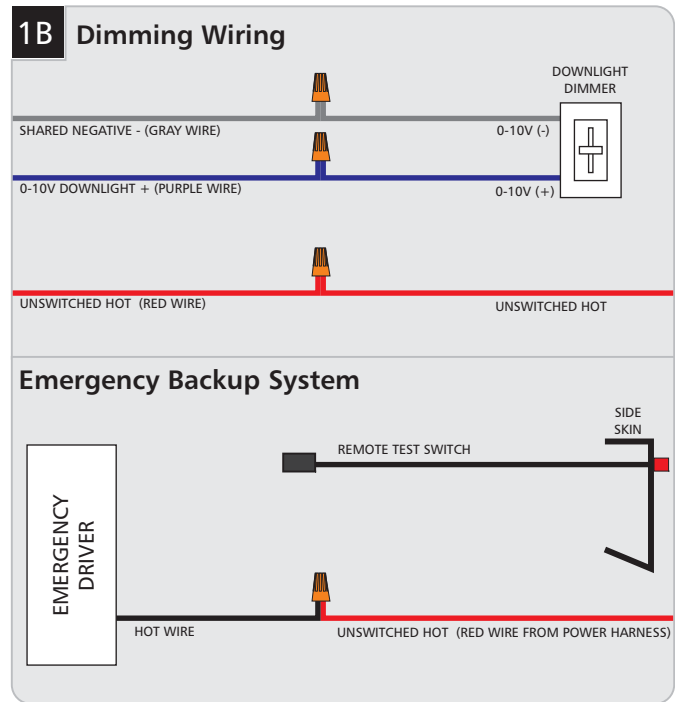 1B Dimming Wiring
DOWNLIGHT
DIMMER
SHARED NEGATIVE - (GRAY WIRE)
0-10V (-)
0-10V DOWNLIGHT + (PURPLE WIRE)
0-10V (+)
UNSWITCHED HOT (RED WIRE)
UNSWITCHED HOT
Emergency Backup System
SIDE
SKIN
REMOTE TEST SWITCH
EMERGENCY
DRIVER
HOT WIRE
UNSWITCHED HOT (RED WIRE FROM POWER HARNESS)